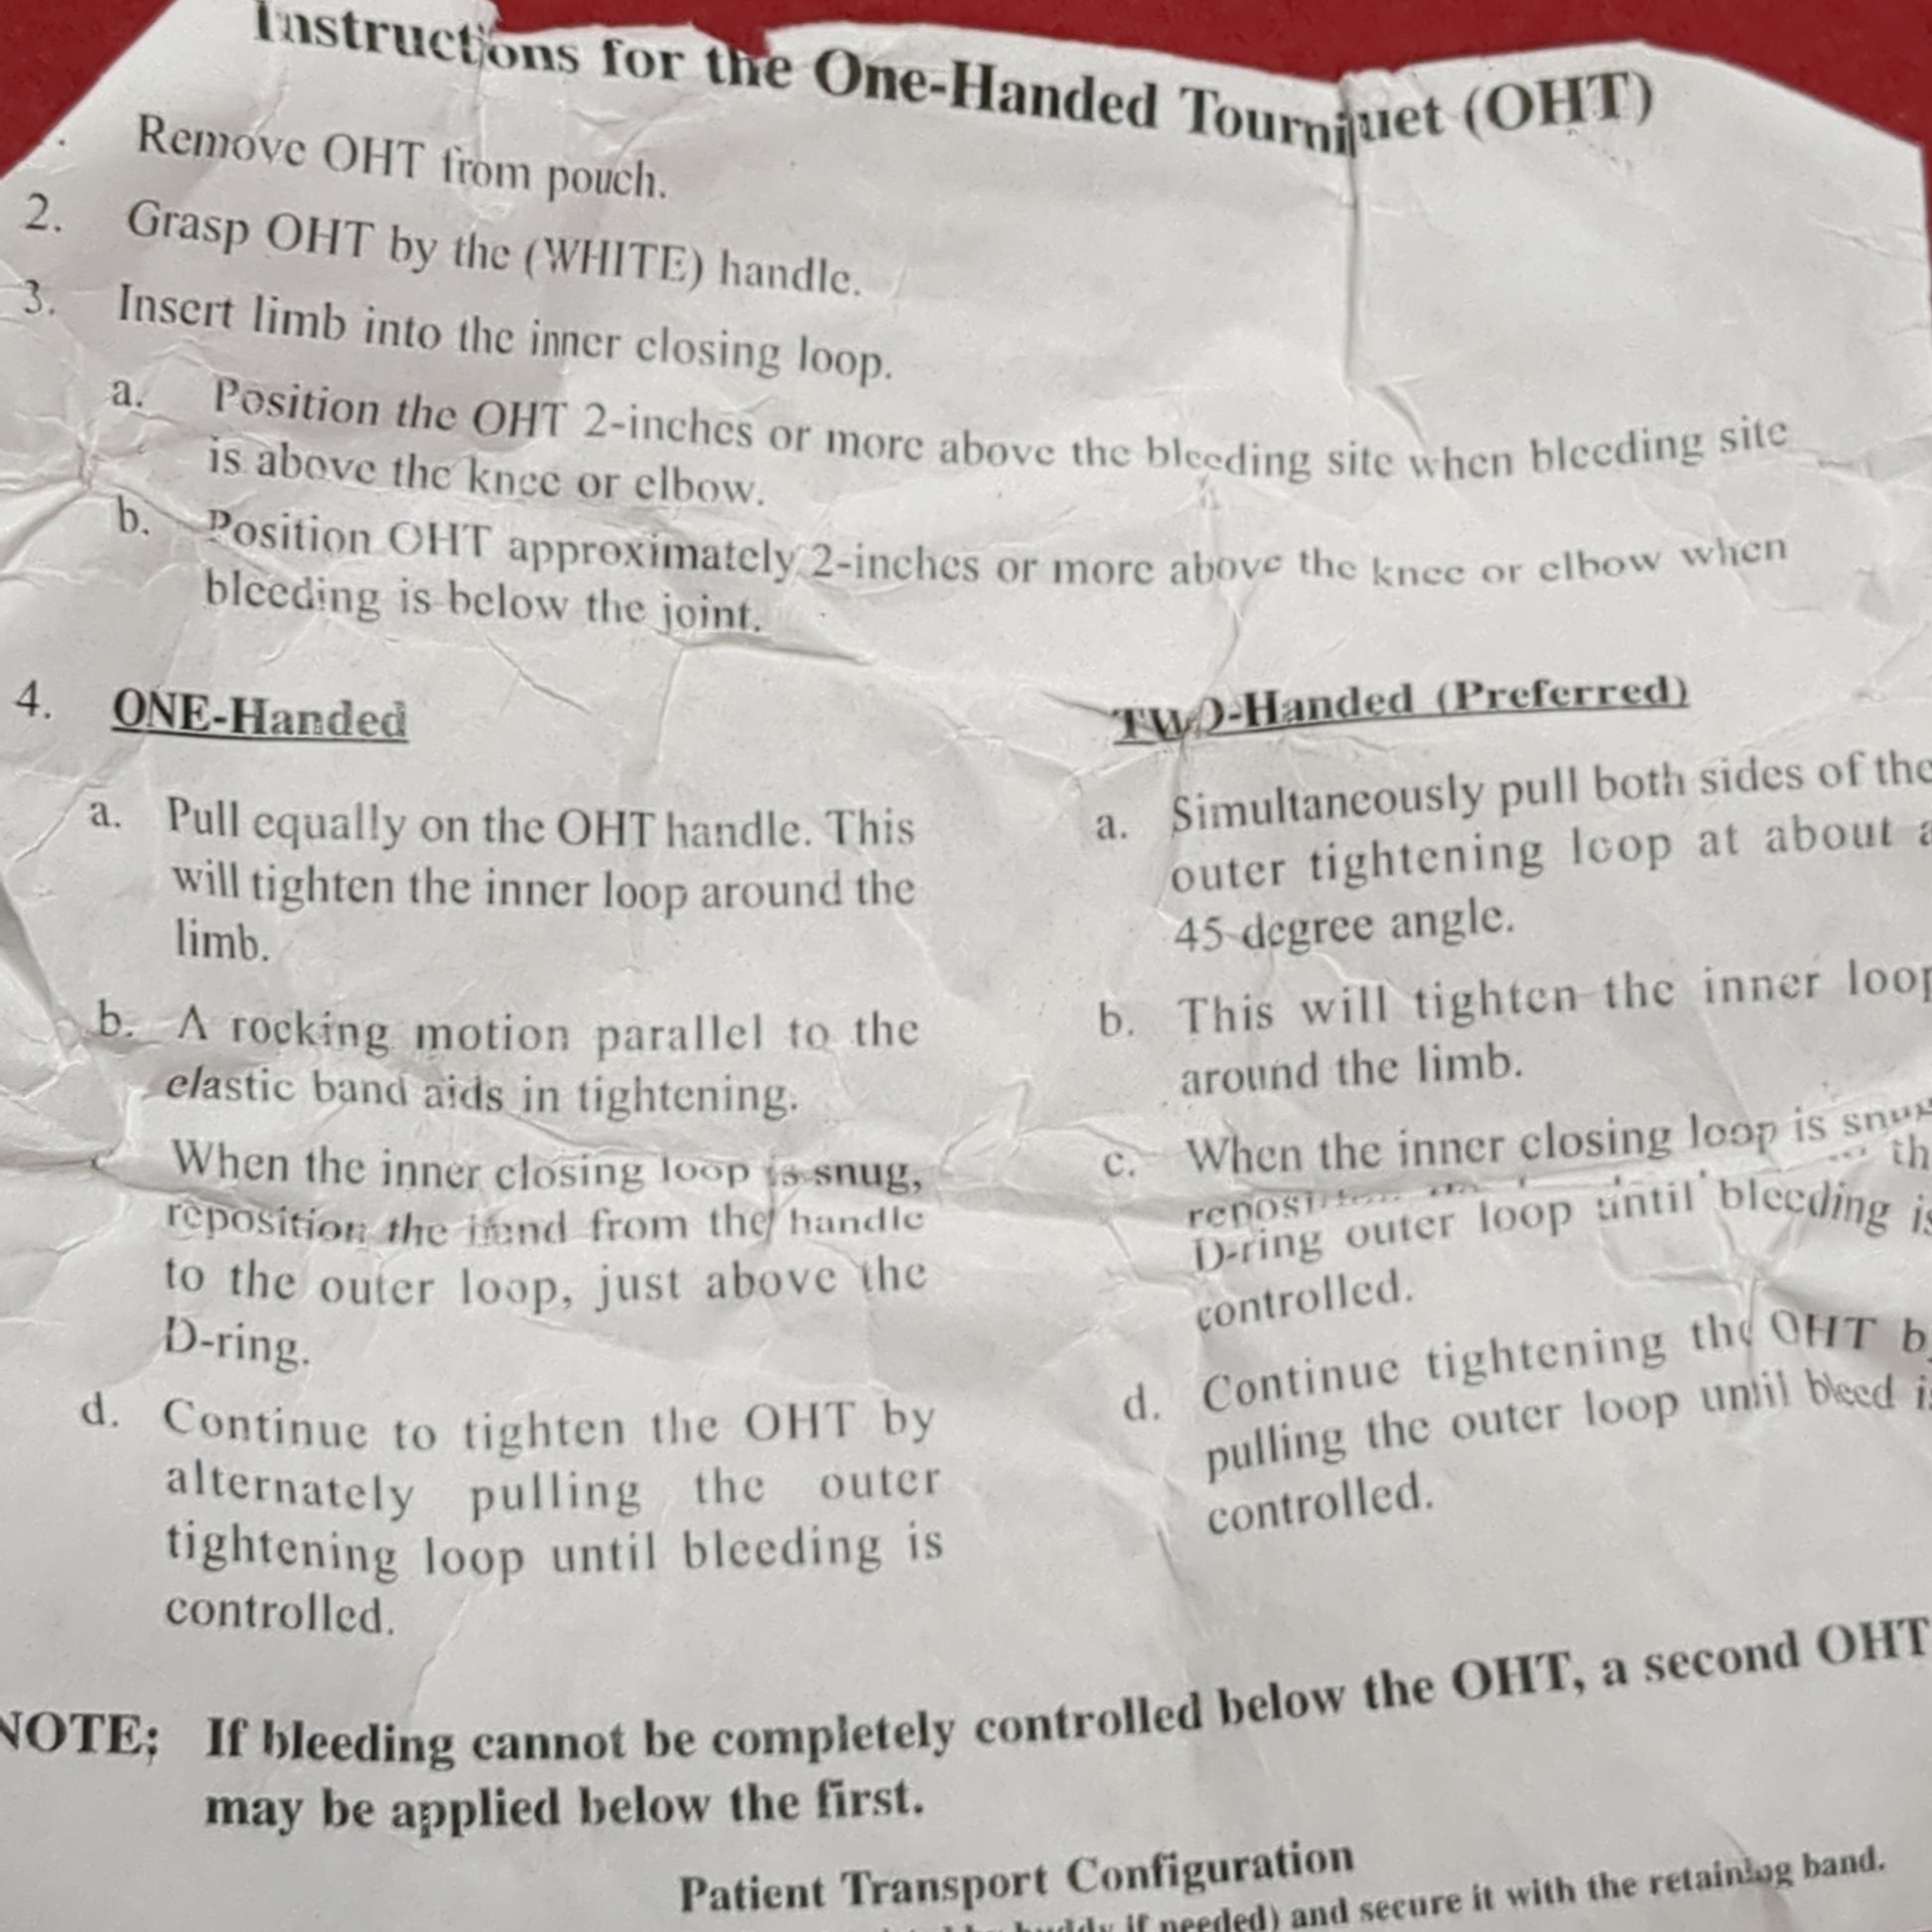 Instructions for the One-Handed Tourniquet (OHT)
Remove OHT from pouch.
2. Grasp OHT by the (WHITE) handle.
3. Insert limb into the inner closing loop.
a. Position the OHT 2-inches or more above the bleeding site when bleeding site
is above the knee or elbow.
b. Position OHT approximately 2-inches or more above the knee or elbow when
bleeding is below the joint.
4. ONE-Handed
a. Pull equally on the OHT handle. This
will tighten the inner loop around the
limb.
b. A rocking motion parallel to the
elastic band aids in tightening.
When the inner closing loop is snug,
reposition the hand from the handle
to the outer loop, just above the
D-ring.
d. Continue to tighten the OHT by
alternately pulling the outer
tightening loop until bleeding is
controlled.
TWO-Handed (Preferred)
a. Simultaneously pull both sides of the
outer tightening loop at about a
45 degree angle.
b. This will tighten the inner loop
around the limb.
c. When the inner closing loop is snug
D-ring outer loop until bleeding is
controlled.
d. Continue tightening the OHT b
pulling the outer loop until bleed is
controlled.
NOTE; If bleeding cannot be completely controlled below the OHT, a second OHT
may be applied below the first.
Patient Transport Configuration
buddy if needed) and secure it with the retaining band.